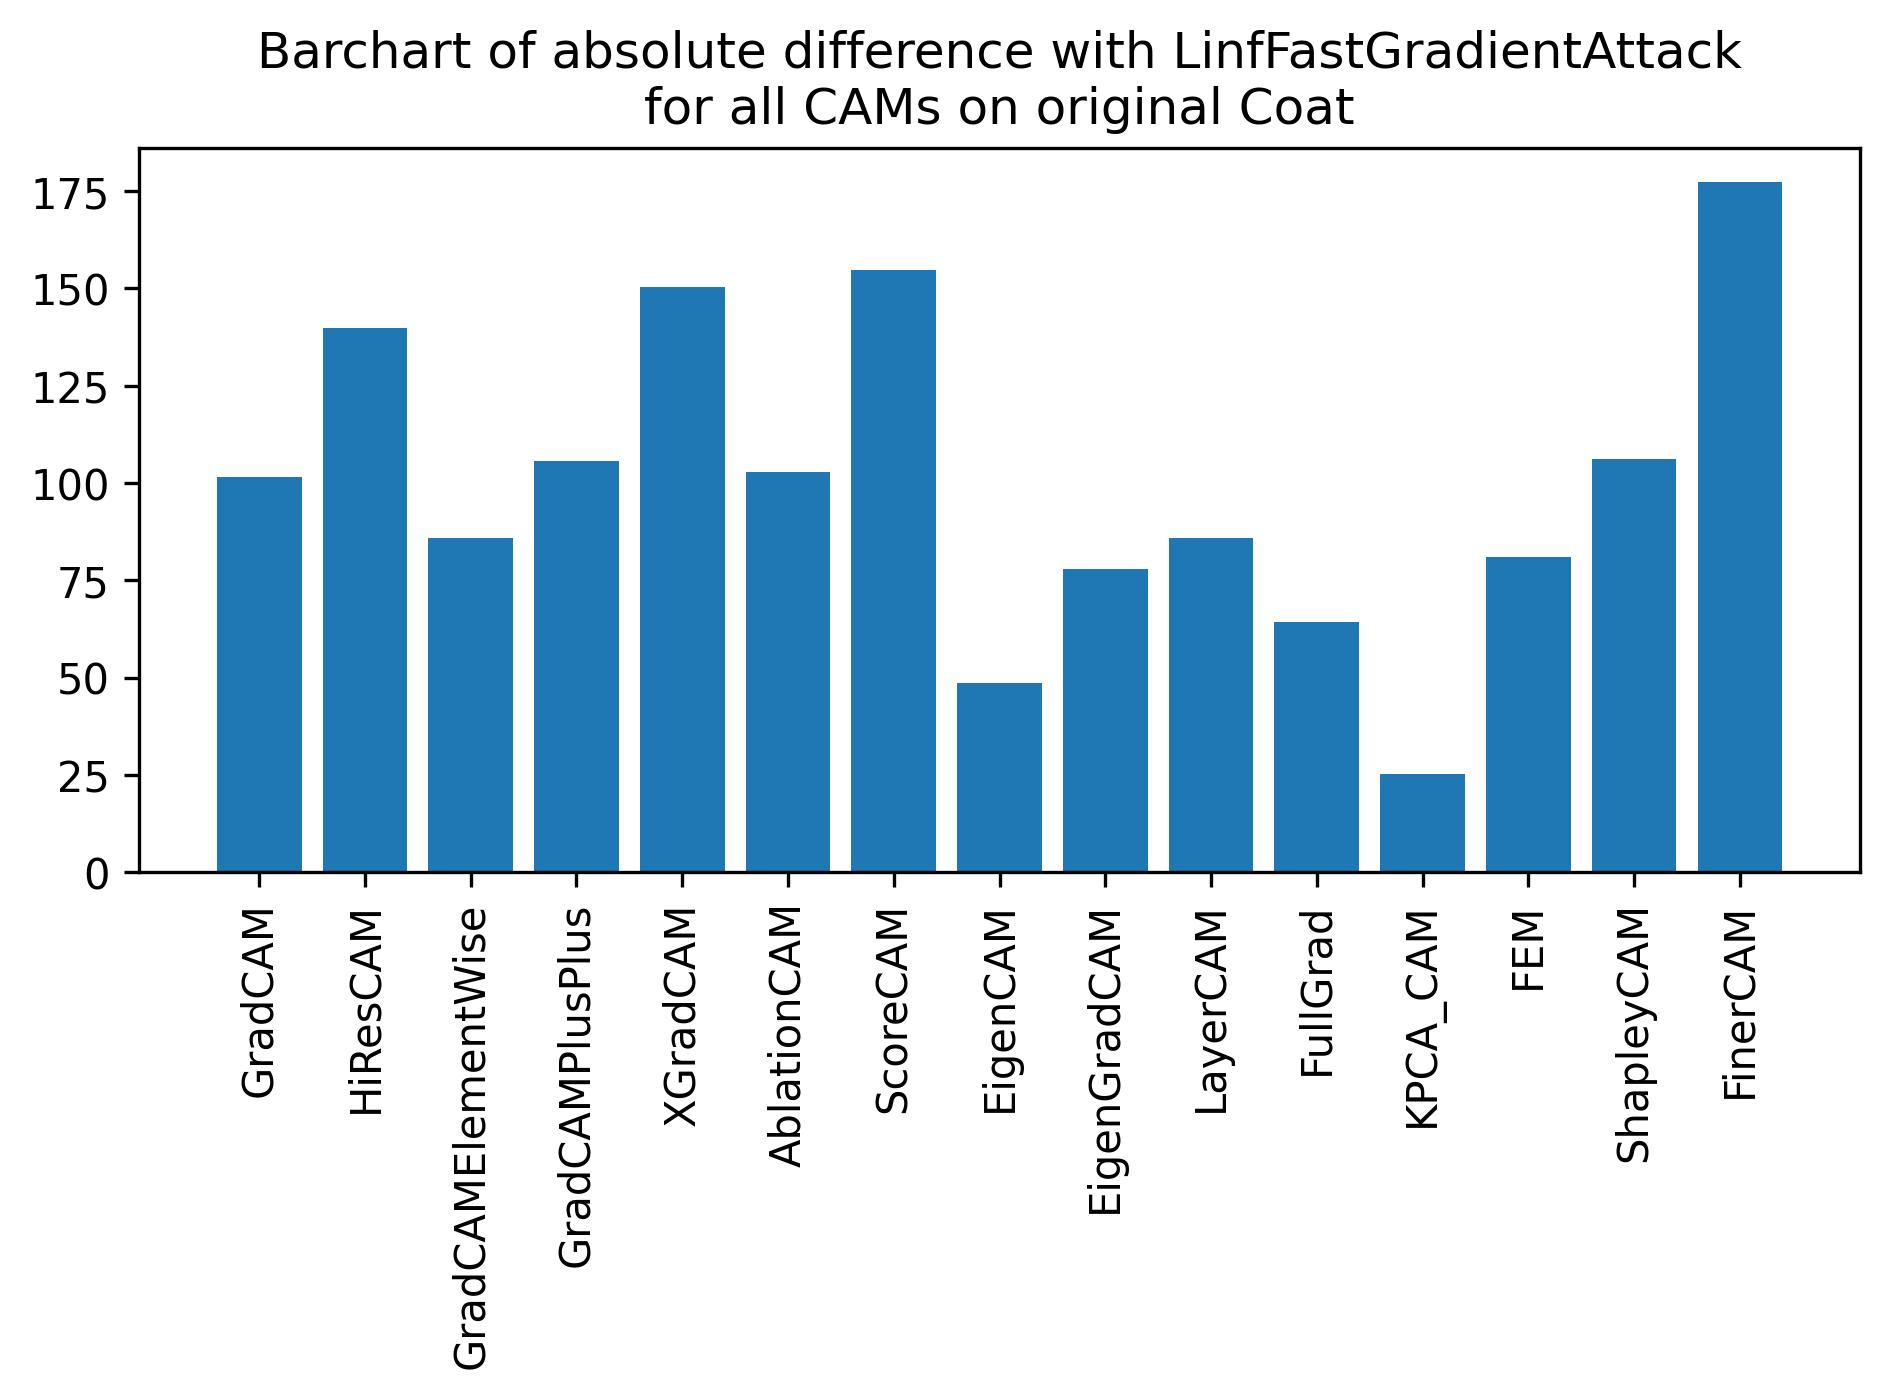 Barchart of absolute difference with LinfFastGradientAttack
for all CAMs on original Coat
175
150
125
100
75
50
25
0
GradCAM
HiResCAM
GradCAMElementWise
GradCAMPlusPlus
XGradCAM
AblationCAM
ScoreCAM
EigenCAM
EigenGradCAM
LayerCAM
FullGrad
KPCA_CAM
FEM
ShapleyCAM
FinerCAM